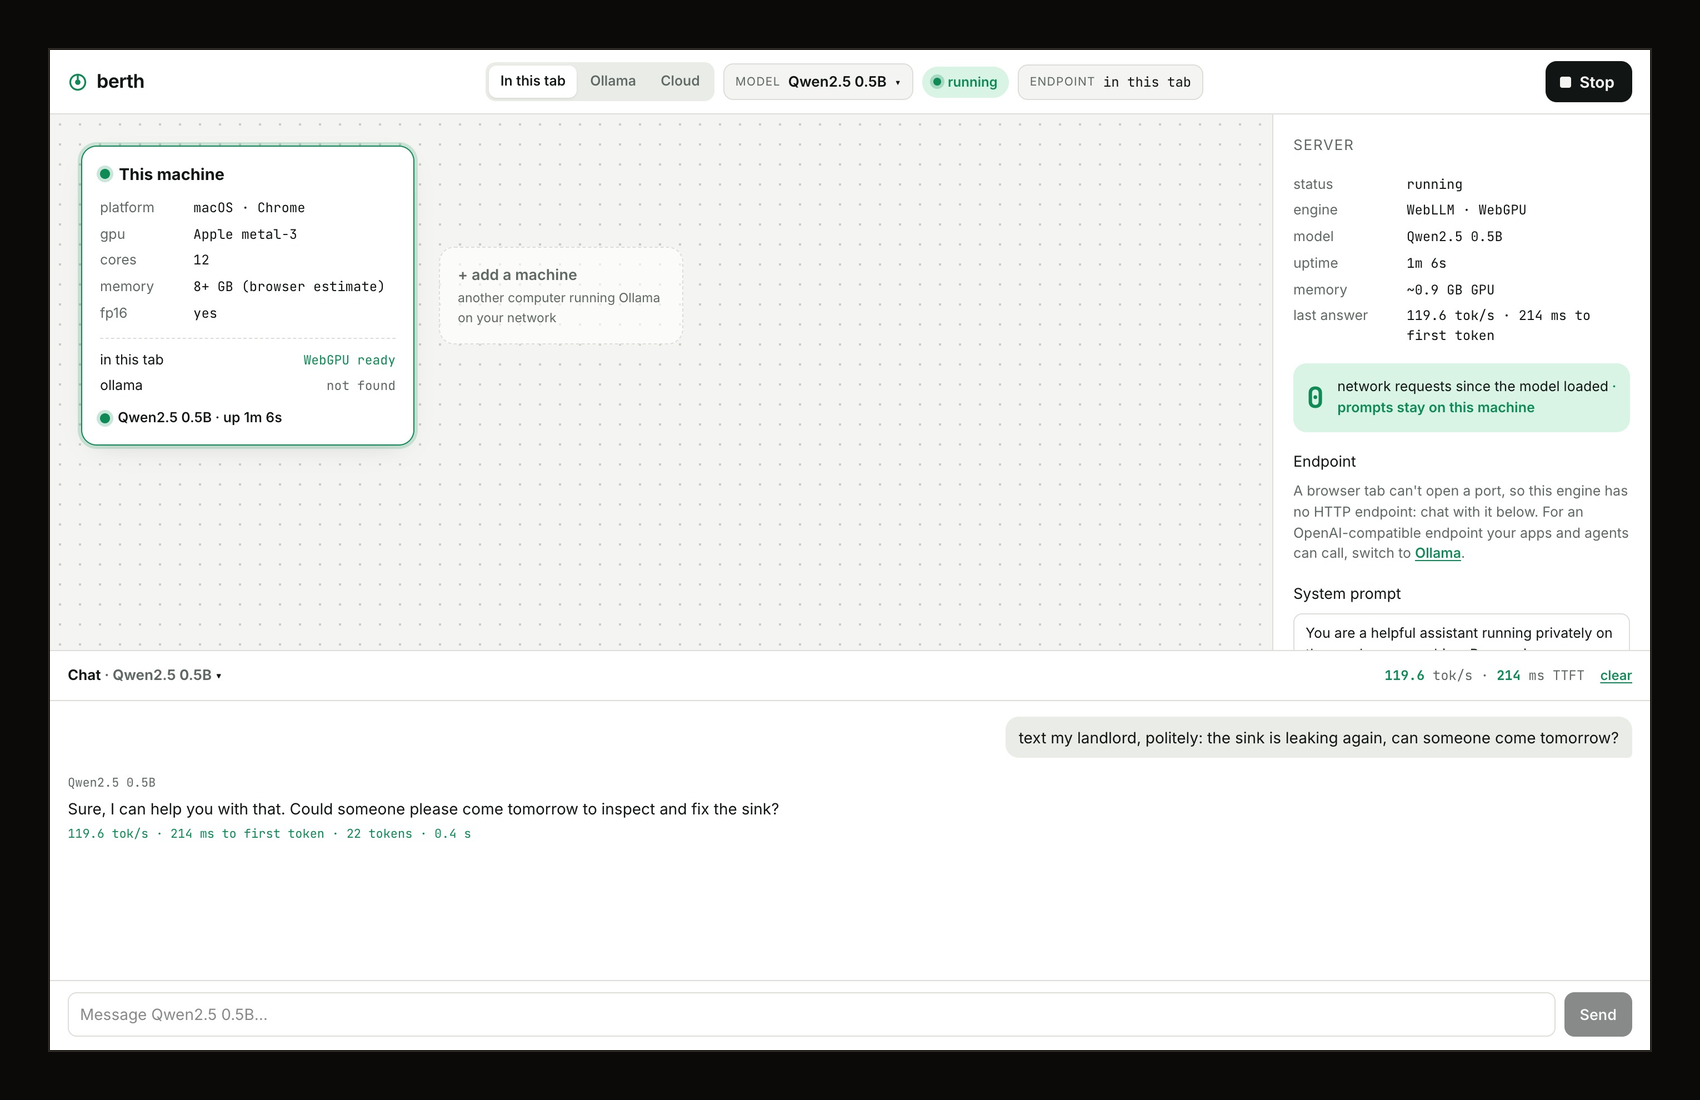 berth
In this tab Ollama Cloud MODEL Qwen2.5 0.5B ▾ running ENDPOINT in this tab
Stop
This machine
platform macOS · Chrome
gpu Apple metal-3
cores 12
memory 8+ GB (browser estimate)
fp16 yes
in this tab WebGPU ready
ollama not found
Qwen2.5 0.5B · up 1m 6s
+ add a machine
another computer running Ollama
on your network
SERVER
status running
engine WebLLM · WebGPU
model Qwen2.5 0.5B
uptime 1m 6s
memory ~0.9 GB GPU
last answer 119.6 tok/s · 214 ms to
first token
0 network requests since the model loaded ·
prompts stay on this machine
Endpoint
A browser tab can't open a port, so this engine has
no HTTP endpoint: chat with it below. For an
OpenAI-compatible endpoint your apps and agents
can call, switch to Ollama.
System prompt
You are a helpful assistant running privately on
Chat · Qwen2.5 0.5B ▾
119.6 tok/s · 214 ms TTFT clear
text my landlord, politely: the sink is leaking again, can someone come tomorrow?
Qwen2.5 0.5B
Sure, I can help you with that. Could someone please come tomorrow to inspect and fix the sink?
119.6 tok/s · 214 ms to first token · 22 tokens · 0.4 s
Message Qwen2.5 0.5B...
Send